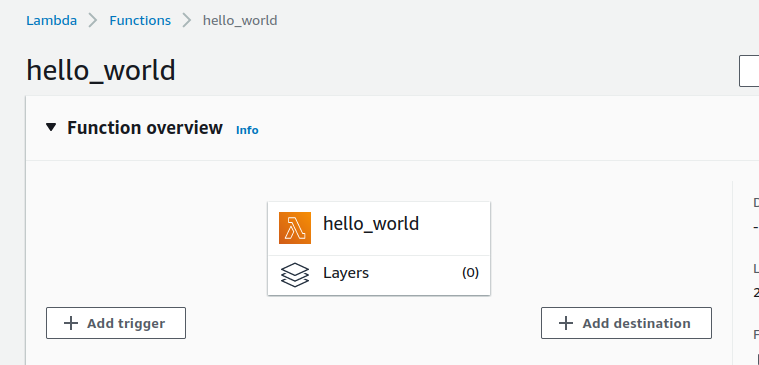 Lambda > Functions > hello_world
hello_world
Function overview Info
hello_world
Layers (0)
+ Add trigger
+ Add destination